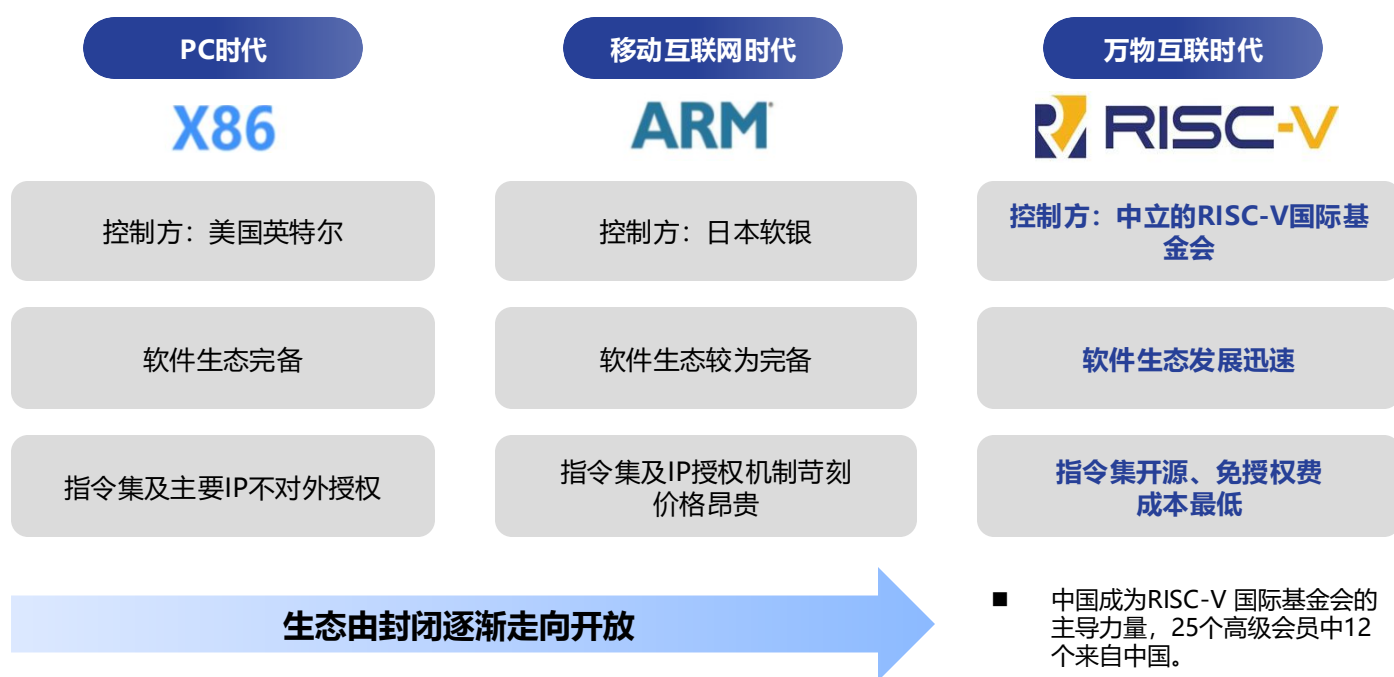 PC时代
移动互联网时代
万物互联时代
X86
ARM
RISC-V
控制方：美国英特尔
控制方：日本软银
控制方：中立的RISC-V国际基
金会
软件生态完备
软件生态较为完备
软件生态发展迅速
指令集及主要IP不对外授权
指令集及IP授权机制苛刻
价格昂贵
指令集开源、免授权费
成本最低
生态由封闭逐渐走向开放
■ 中国成为RISC-V 国际基金会的
主导力量，25个高级会员中12
个来自中国。